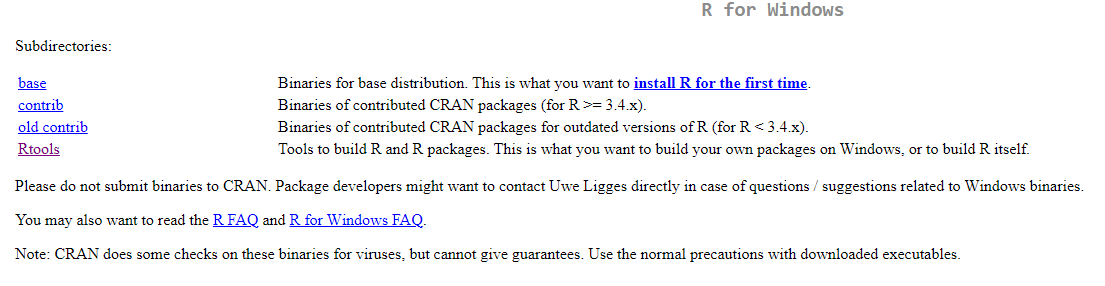 R for Windows
Subdirectories:
base Binaries for base distribution. This is what you want to install R for the first time.
contrib Binaries of contributed CRAN packages (for R >= 3.4.x).
old contrib Binaries of contributed CRAN packages for outdated versions of R (for R < 3.4.x).
Rtools Tools to build R and R packages. This is what you want to build your own packages on Windows, or to build R itself.
Please do not submit binaries to CRAN. Package developers might want to contact Uwe Ligges directly in case of questions / suggestions related to Windows binaries.
You may also want to read the R FAQ and R for Windows FAQ.
Note: CRAN does some checks on these binaries for viruses, but cannot give guarantees. Use the normal precautions with downloaded executables.